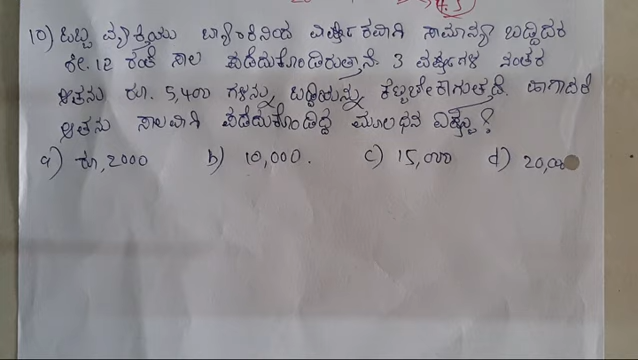 10) ಒಬ್ಬ ವ್ಯಕ್ತಿಯು ಬ್ಯಾಂಕಿನಿಂದ ವಾರ್ಷಿಕವಾಗಿ ಸಾಮಾನ್ಯ ಬಡ್ಡಿದರ
ಶೇ. 12 ರಂತೆ ಸಾಲ ಪಡೆದುಕೊಂಡಿರುತ್ತಾನೆ. 3 ವರ್ಷಗಳ ನಂತರ
ಆತನು ರೂ. 5,400 ಗಳನ್ನು ಬಡ್ಡಿಯನ್ನು ಕಟ್ಟಬೇಕಾಗುತ್ತದೆ. ಹಾಗಾದರೆ
ಆತನು ಸಾಲವಾಗಿ ಪಡೆದುಕೊಂಡಿದ್ದ ಮೂಲಧನ ಎಷ್ಟು?
a) ರೂ, 2000 b) 10,000. c) 15,000 d) 20,00